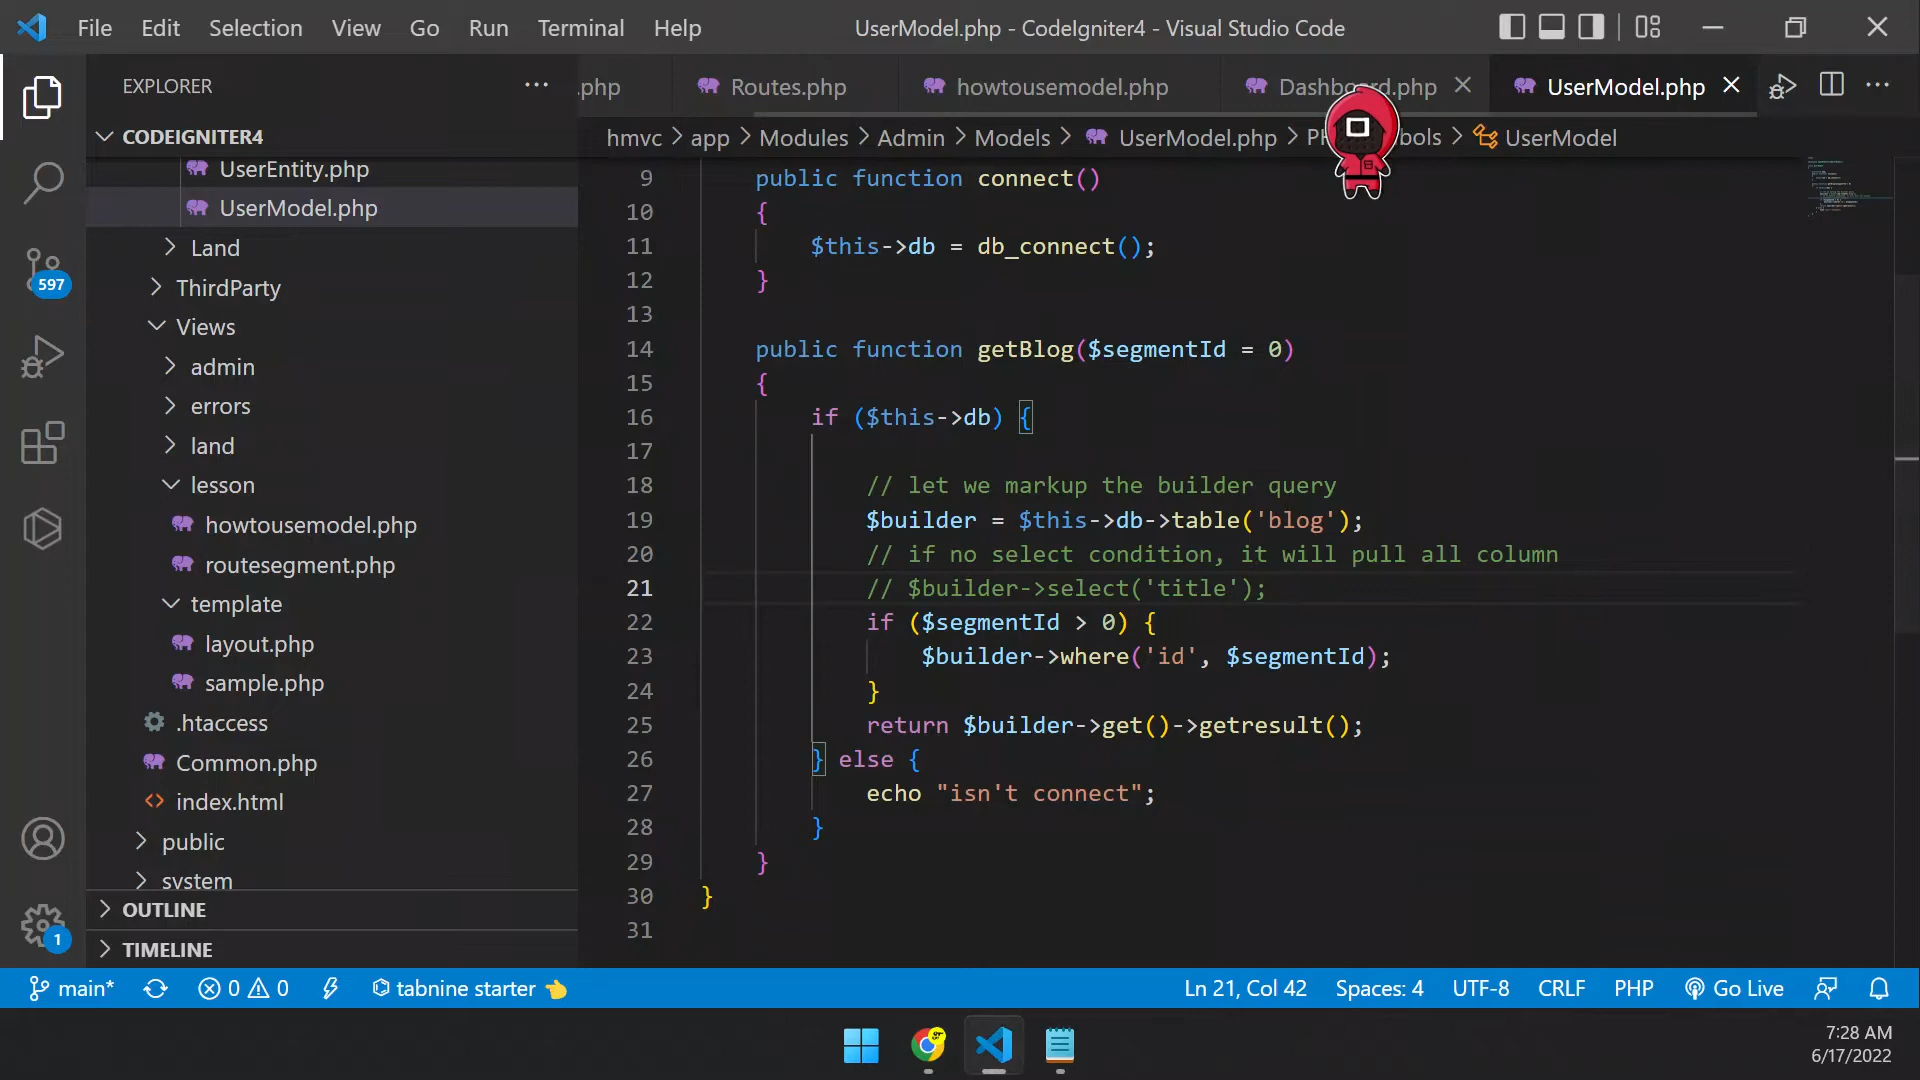 File Edit Selection View Go Run Terminal Help
UserModel.php - CodeIgniter4 - Visual Studio Code
EXPLORER
.php
Routes.php
howtousemodel.php
Dashboard.php
UserModel.php
CODEIGNITER4
hmvc > app > Modules > Admin > Models > UserModel.php > PH bols > UserModel
UserEntity.php
UserModel.php
Land
ThirdParty
Views
admin
errors
land
lesson
howtousemodel.php
routesegment.php
template
layout.php
sample.php
.htaccess
Common.php
index.html
public
system
OUTLINE
TIMELINE
597
1
9 public function connect()
10 {
11 $this->db = db_connect();
12 }
13
14 public function getBlog($segmentId = 0)
15 {
16 if ($this->db) {
17
18 // let we markup the builder query
19 $builder = $this->db->table('blog');
20 // if no select condition, it will pull all column
21 // $builder->select('title');
22 if ($segmentId > 0) {
23 $builder->where('id', $segmentId);
24 }
25 return $builder->get()->getresult();
26 } else {
27 echo "isn't connect";
28 }
29 }
30 }
31
main* 0 0 tabnine starter
Ln 21, Col 42 Spaces: 4 UTF-8 CRLF PHP Go Live
7:28 AM
6/17/2022